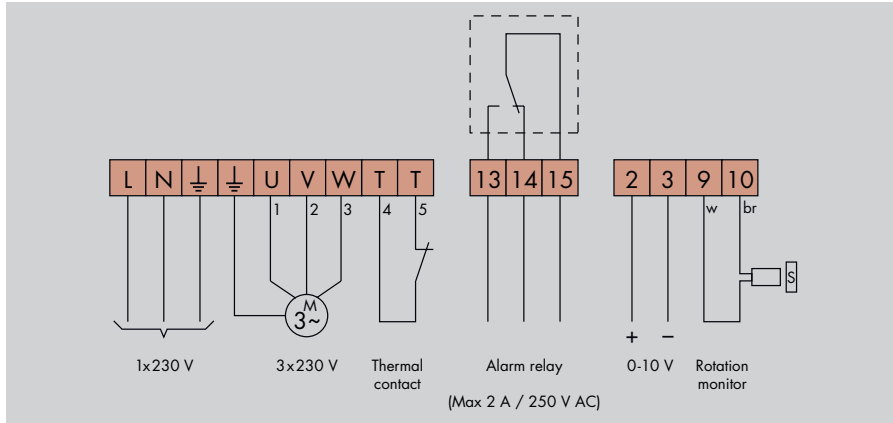 L N U V W T T
13 14 15
2 3 9 10
1 2 3 4 5
w br
M
3~
S
+ −
1x230 V
3x230 V
Thermal
contact
Alarm relay
(Max 2 A / 250 V AC)
0-10 V
Rotation
monitor